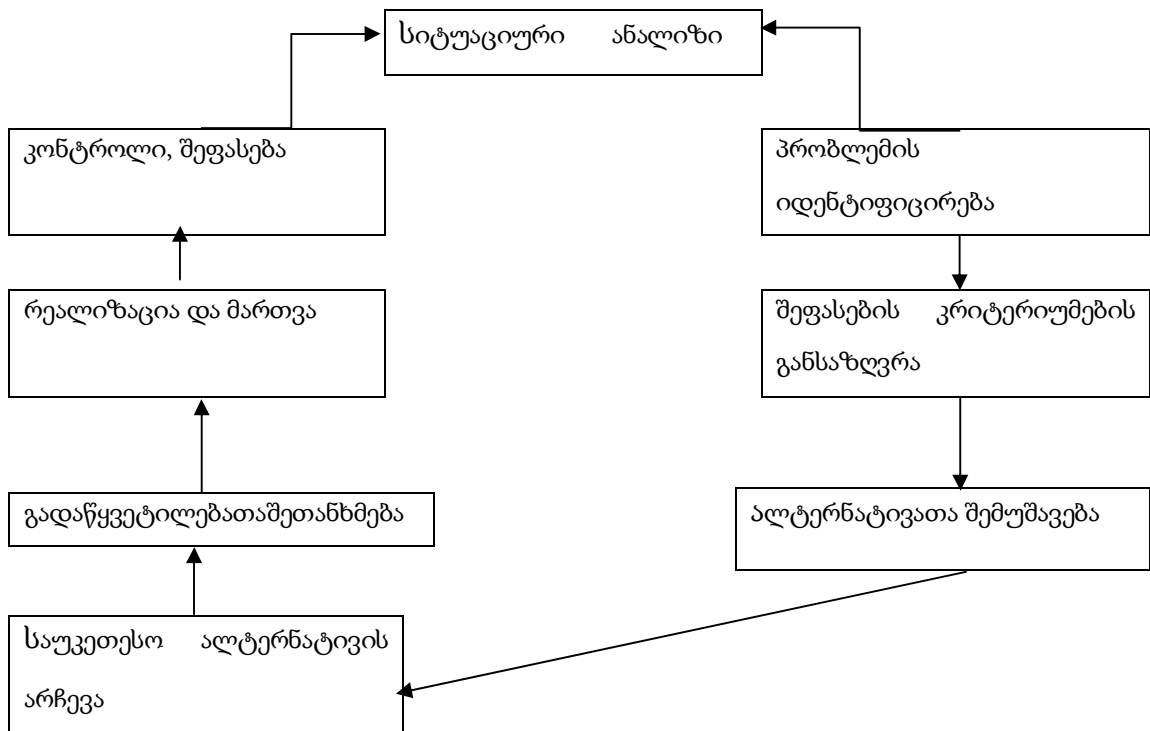 სიტუაციური ანალიზი
კონტროლი, შეფასება
პრობლემის
იდენტიფიცირება
რეალიზაცია და მართვა
შეფასების კრიტერიუმების
განსაზღვრა
გადაწყვეტილებათაშეთანხმება
ალტერნატივათა შემუშავება
საუკეთესო ალტერნატივის
არჩევა